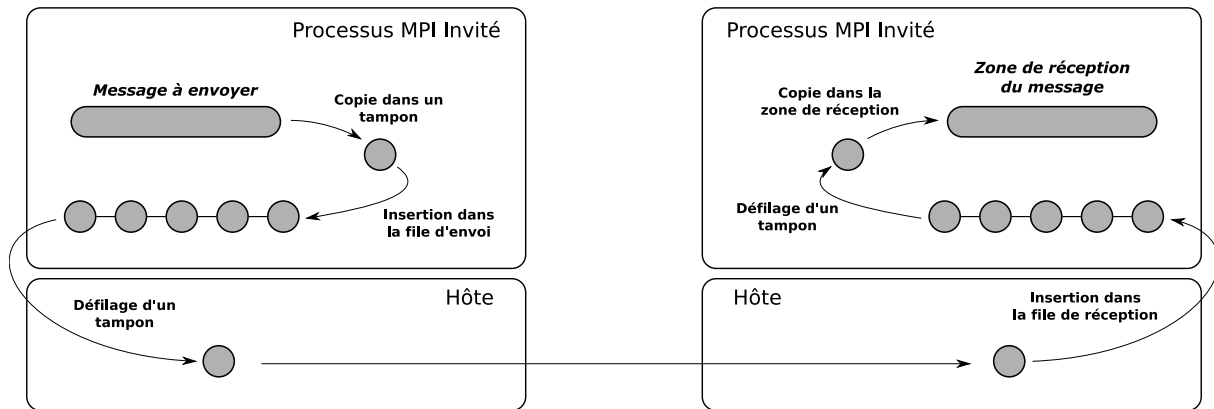 Processus MPI Invité
Message à envoyer
Copie dans un
tampon
Insertion dans
la file d'envoi
Hôte
Défilage d'un
tampon
Processus MPI Invité
Zone de réception
du message
Copie dans la
zone de réception
Défilage d'un
tampon
Hôte
Insertion dans
la file de réception